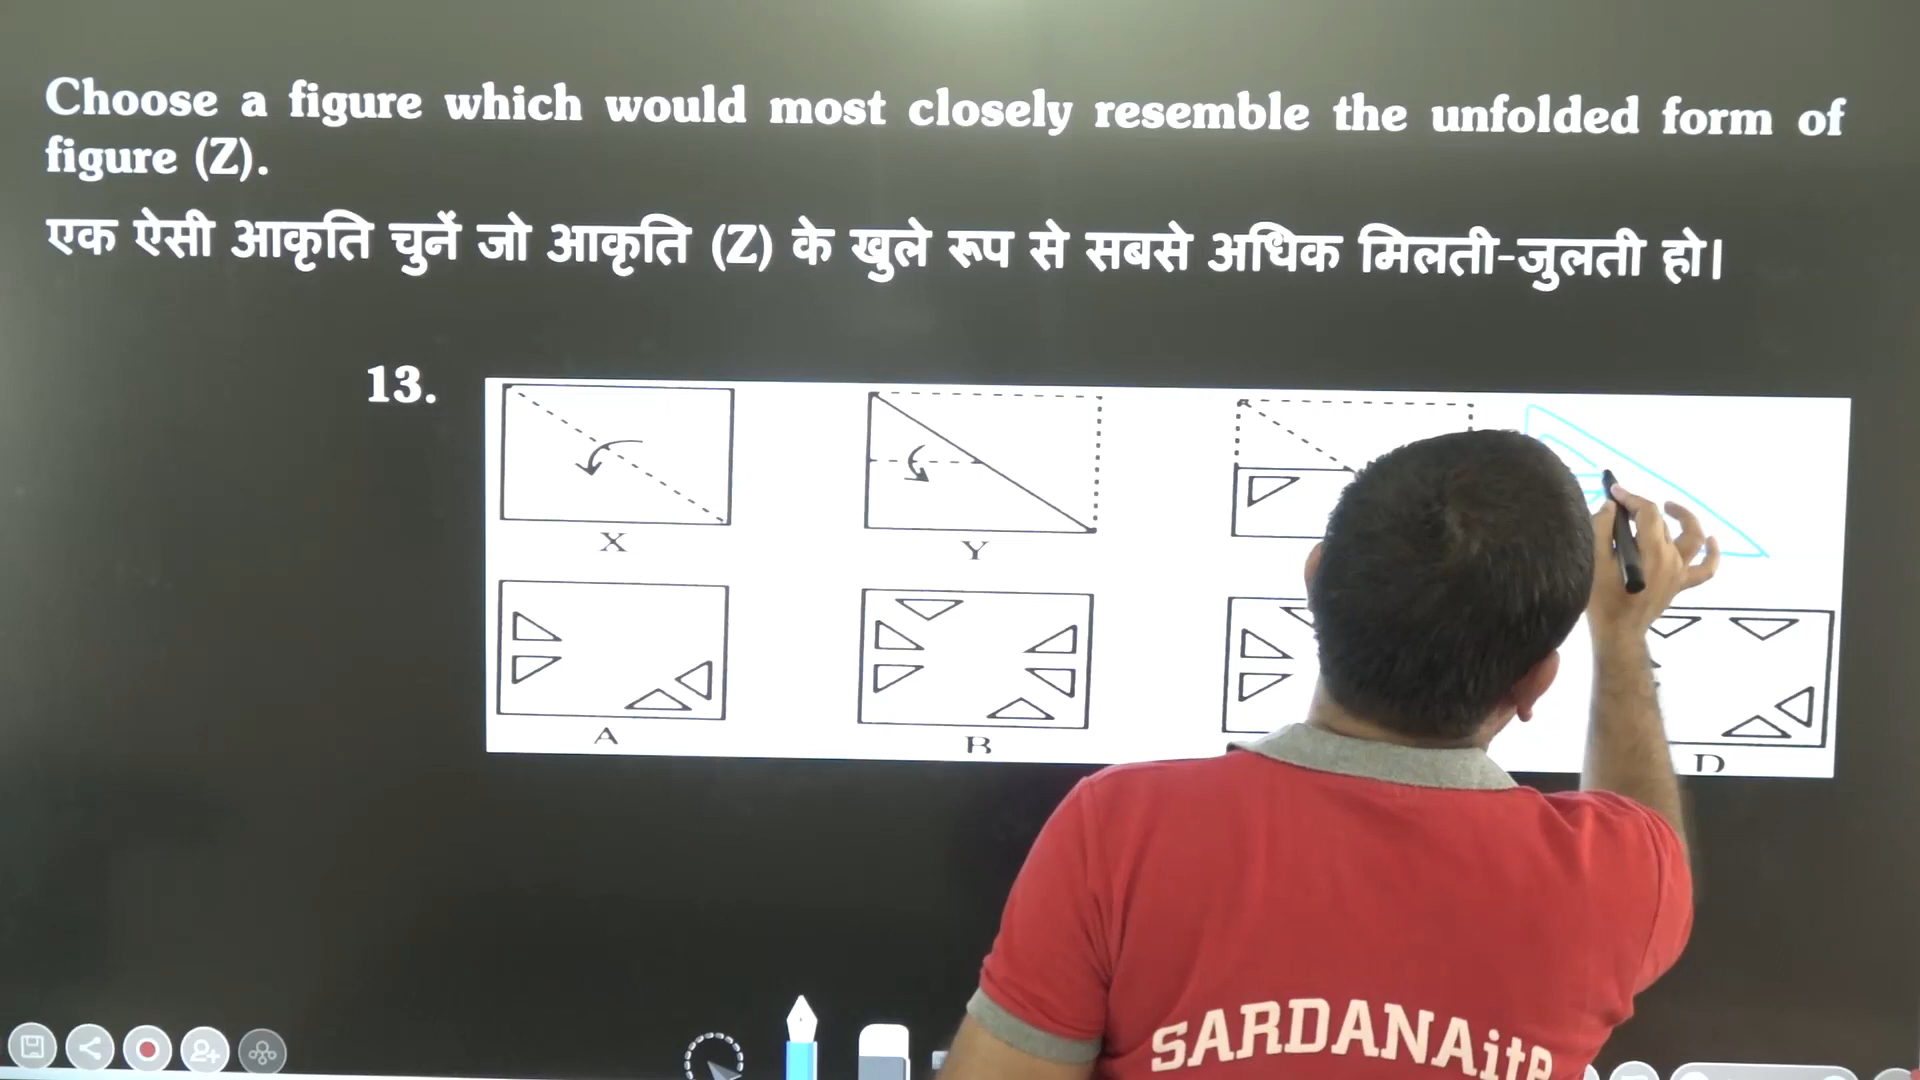 Choose a figure which would most closely resemble the unfolded form of
figure (Z).
एक ऐसी आकृति चुनें जो आकृति (Z) के खुले रूप से सबसे अधिक मिलती-जुलती हो।
13.
X
Y
A
B
D
SARDANAite